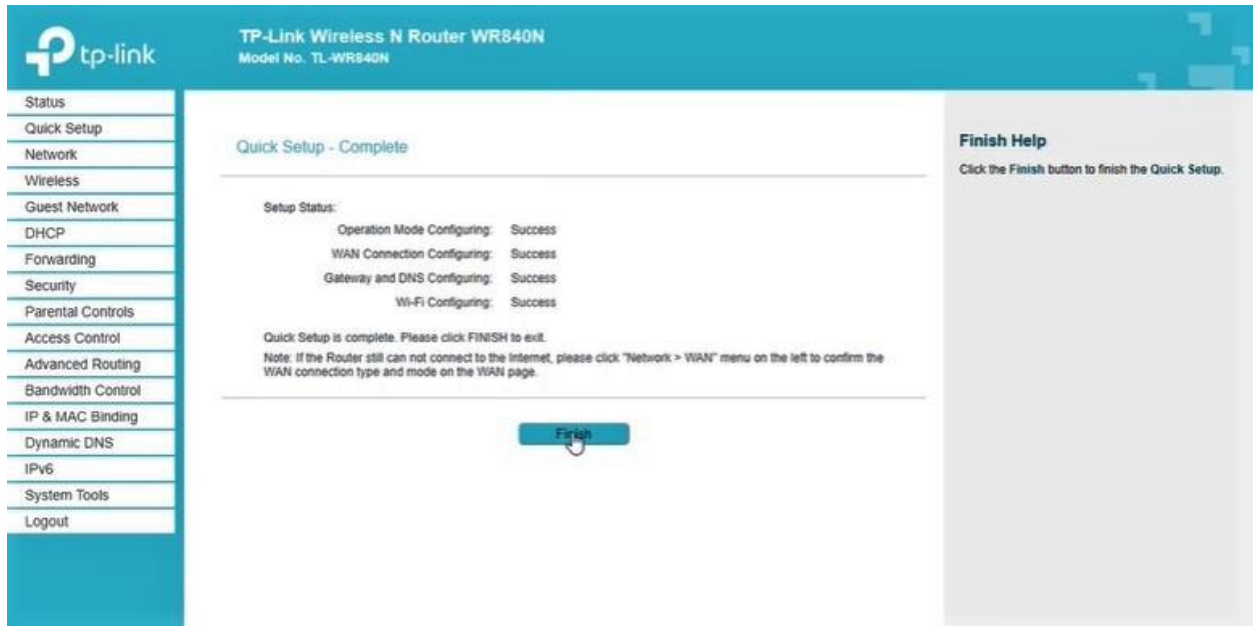 tp-link
TP-Link Wireless N Router WR840N
Model No. TL-WR840N
Status
Quick Setup
Network
Wireless
Guest Network
DHCP
Forwarding
Security
Parental Controls
Access Control
Advanced Routing
Bandwidth Control
IP & MAC Binding
Dynamic DNS
IPv6
System Tools
Logout
Quick Setup - Complete
Setup Status:
Operation Mode Configuring: Success
WAN Connection Configuring: Success
Gateway and DNS Configuring: Success
Wi-Fi Configuring: Success
Quick Setup is complete. Please click FINISH to exit.
Note: If the Router still can not connect to the Internet, please click "Network > WAN" menu on the left to confirm the
WAN connection type and mode on the WAN page.
Finish
Finish Help
Click the Finish button to finish the Quick Setup.